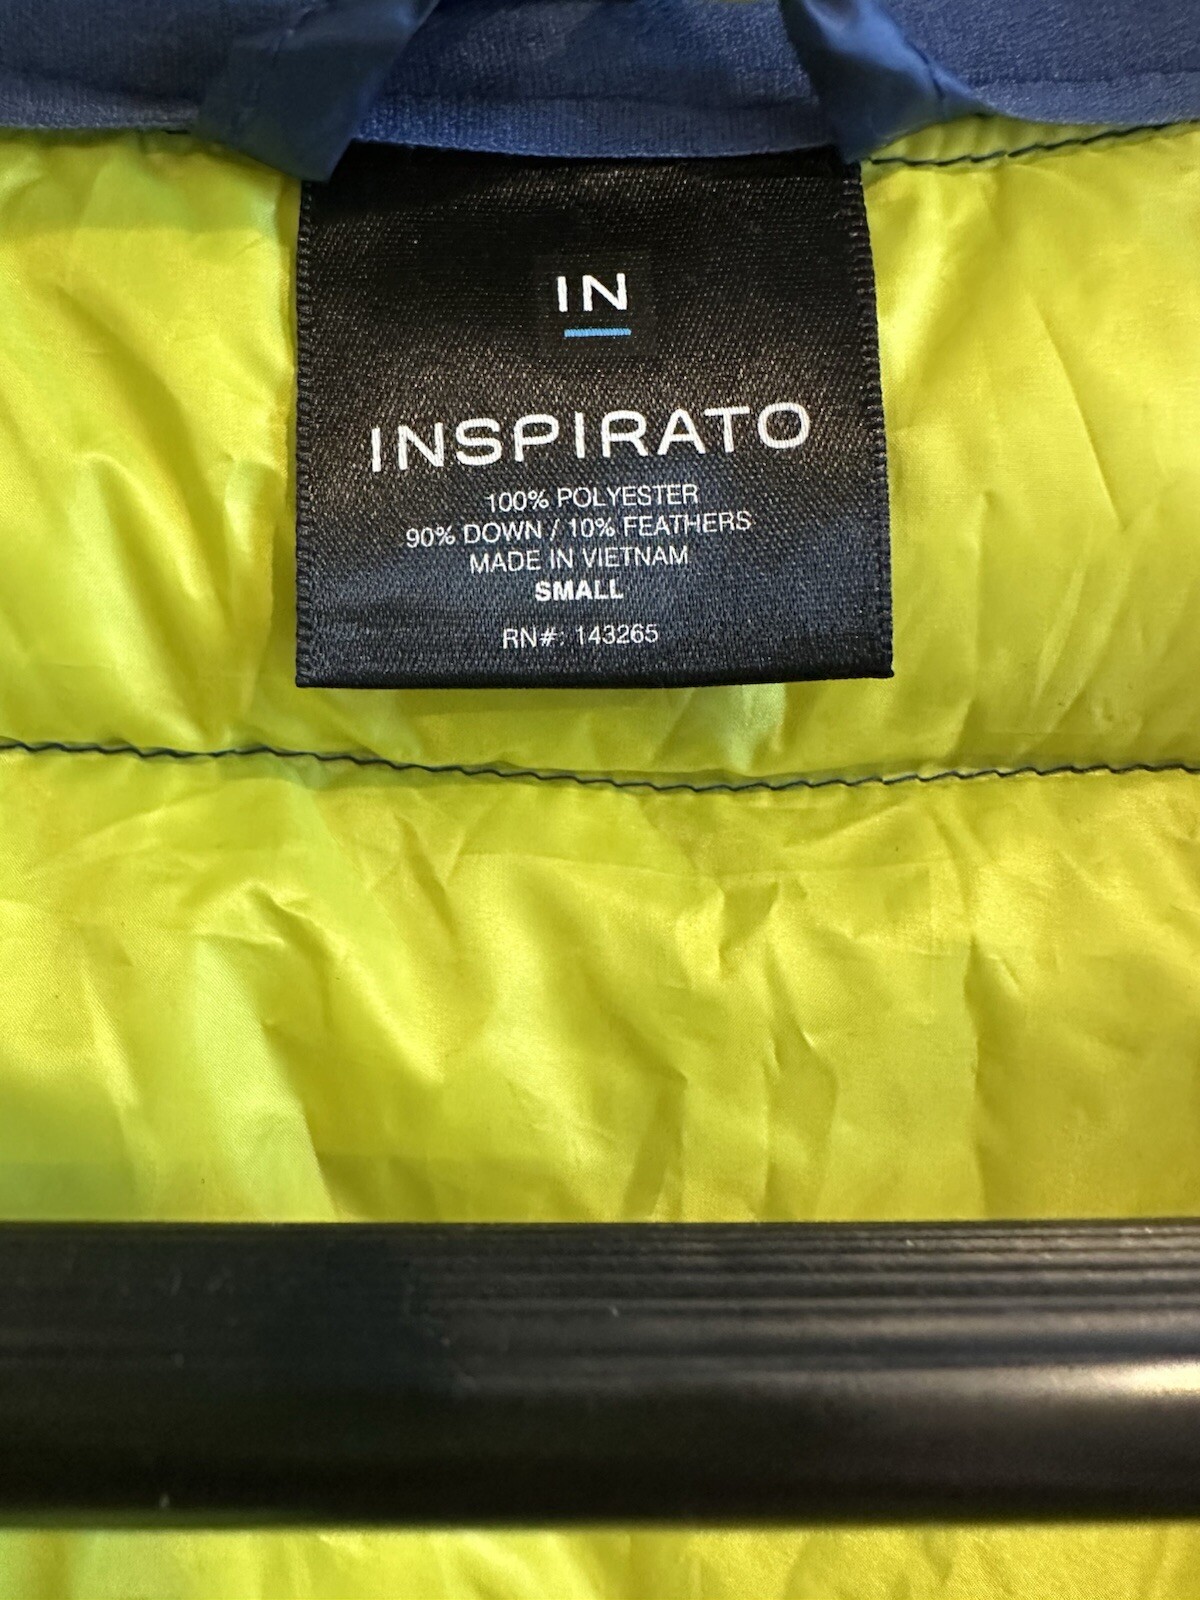 IN
INSPIRATO
100% POLYESTER
90% DOWN / 10% FEATHERS
MADE IN VIETNAM
SMALL
RN#: 143265